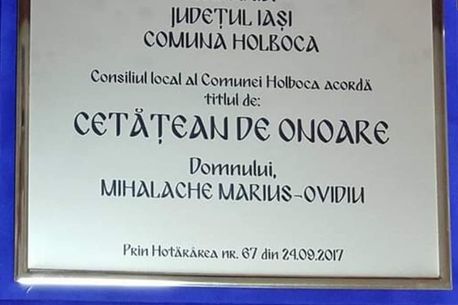 JUDEȚUL IAȘI
COMUNA HOLBOCA
Consiliul local al Comunei Holboca acordă
titlul de:
CETĂȚEAN DE ONOARE
Domnului,
MIHALACHE MARIUS-OVIDIU
Prin Hotărârea nr. 67 din 24.09.2017